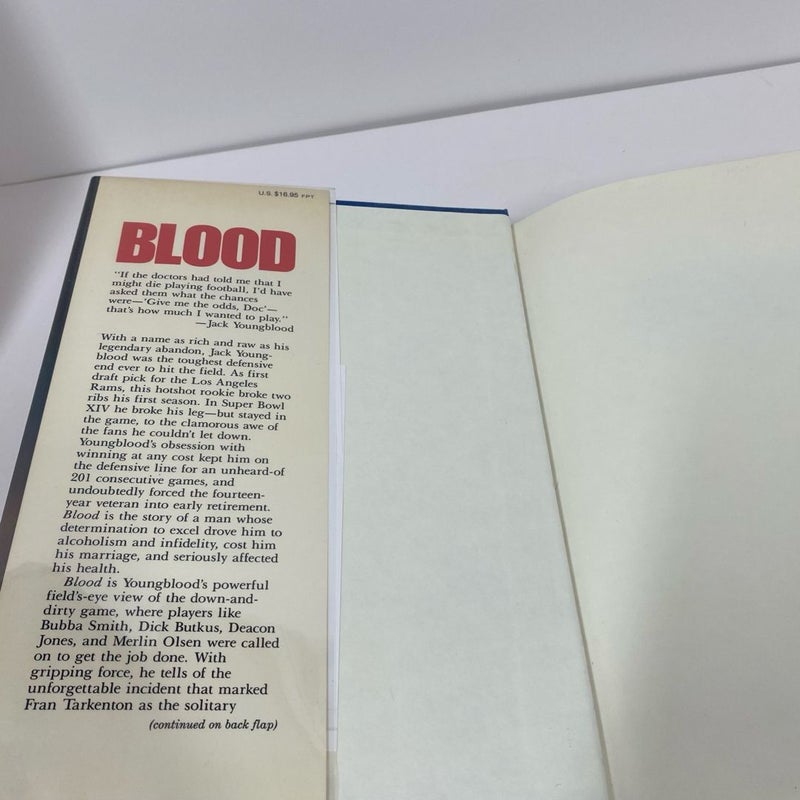 U.S. $16.95 FPT
BLOOD
"If the doctors had told me that I
might die playing football, I'd have
asked them what the chances
were—'Give me the odds, Doc'—
that's how much I wanted to play."
—Jack Youngblood
With a name as rich and raw as his
legendary abandon, Jack Young-
blood was the toughest defensive
end ever to hit the field. As first
draft pick for the Los Angeles
Rams, this hotshot rookie broke two
ribs his first season. In Super Bowl
XIV he broke his leg—but stayed in
the game, to the clamorous awe of
the fans he couldn't let down.
Youngblood's obsession with
winning at any cost kept him on
the defensive line for an unheard-of
201 consecutive games, and
undoubtedly forced the fourteen-
year veteran into early retirement.
Blood is the story of a man whose
determination to excel drove him to
alcoholism and infidelity, cost him
his marriage, and seriously affected
his health.
Blood is Youngblood's powerful
field's-eye view of the down-and-
dirty game, where players like
Bubba Smith, Dick Butkus, Deacon
Jones, and Merlin Olsen were called
on to get the job done. With
gripping force, he tells of the
unforgettable incident that marked
Fran Tarkenton as the solitary
(continued on back flap)